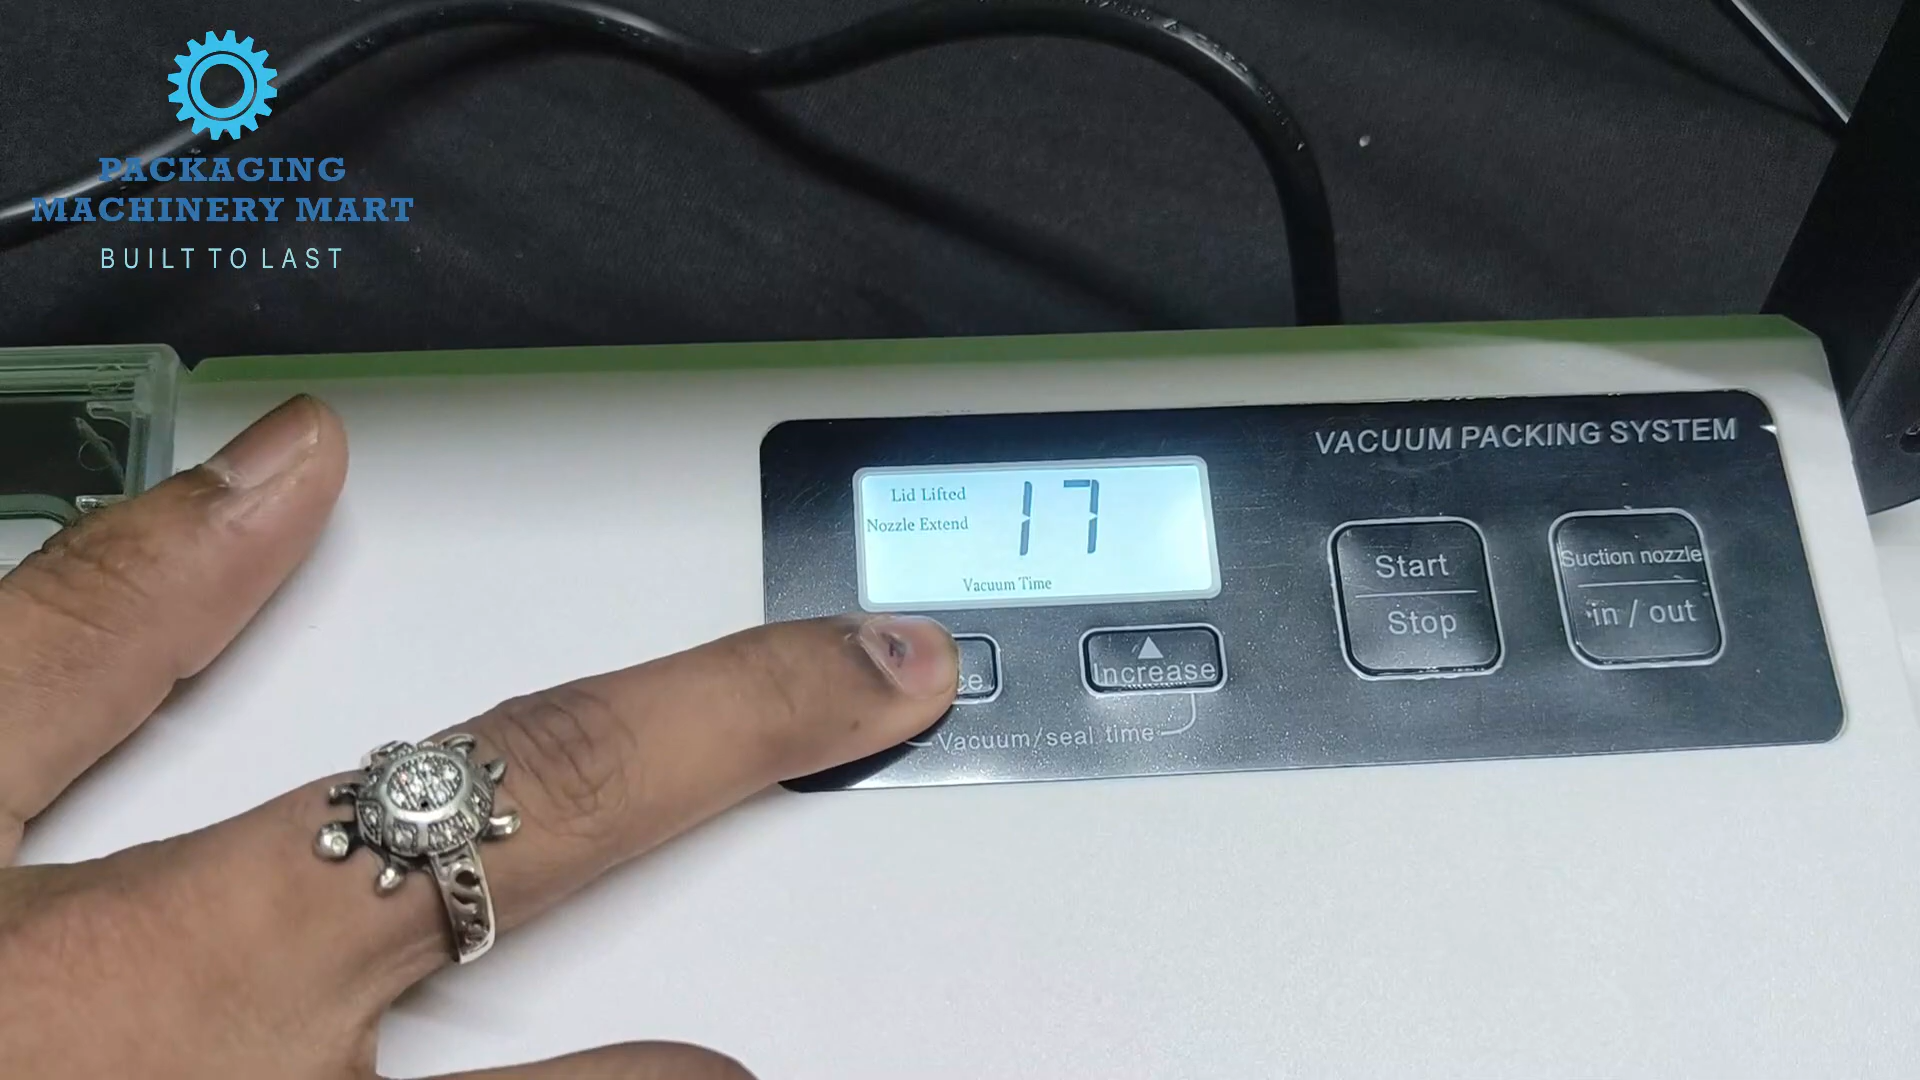 PACKAGING
MACHINERY MART
BUILT TO LAST
VACUUM PACKING SYSTEM
Lid Lifted
Nozzle Extend
17
Vacuum Time
Start
Stop
Suction nozzle
in / out
Increase
Vacuum/seal time